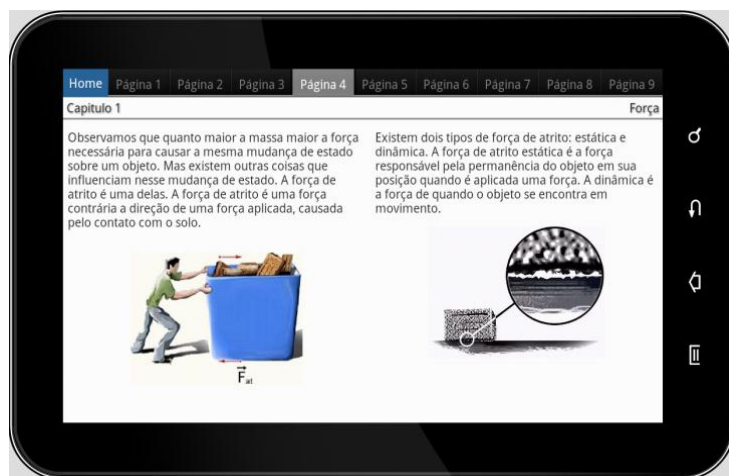 Home Página 1 Página 2 Página 3 Página 4 Página 5 Página 6 Página 7 Página 8 Página 9
Capitulo 1 Força
Observamos que quanto maior a massa maior a força
necessária para causar a mesma mudança de estado
sobre um objeto. Mas existem outras coisas que
influenciam nesse mudança de estado. A força de
atrito é uma delas. A força de atrito é uma força
contrária a direção de uma força aplicada, causada
pelo contato com o solo.
Existem dois tipos de força de atrito: estática e
dinâmica. A força de atrito estática é a força
responsável pela permanência do objeto em sua
posição quando é aplicada uma força. A dinâmica é
a força de quando o objeto se encontra em
movimento.
F at